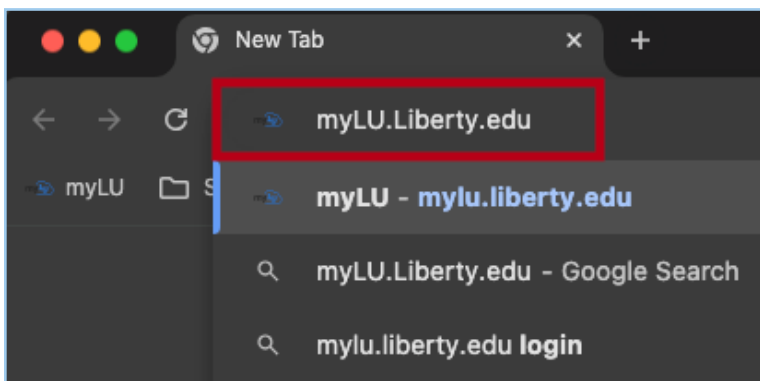 New Tab
myLU.Liberty.edu
myLU
myLU - mylu.liberty.edu
myLU.Liberty.edu - Google Search
mylu.liberty.edu login